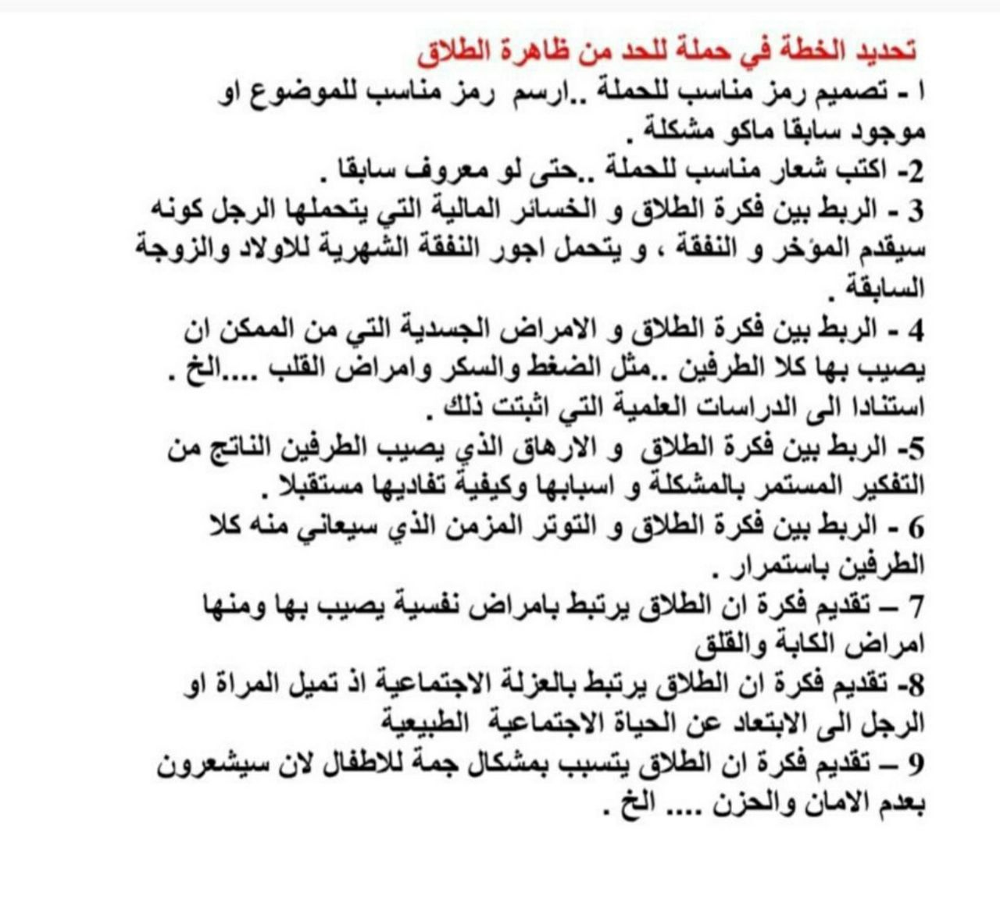 تحديد الخطة في حملة للحد من ظاهرة الطلاق
ا - تصميم رمز مناسب للحملة ..ارسم رمز مناسب للموضوع او
موجود سابقا ماكو مشكلة .
2- اكتب شعار مناسب للحملة ..حتى لو معروف سابقا .
3 - الربط بين فكرة الطلاق و الخسائر المالية التي يتحملها الرجل كونه
سيقدم المؤخر و النفقة ، و يتحمل اجور النفقة الشهرية للاولاد والزوجة
السابقة .
4 - الربط بين فكرة الطلاق و الامراض الجسدية التي من الممكن ان
يصيب بها كلا الطرفين ..مثل الضغط والسكر وامراض القلب ....الخ .
استنادا الى الدراسات العلمية التي اثبتت ذلك .
5- الربط بين فكرة الطلاق و الارهاق الذي يصيب الطرفين الناتج من
التفكير المستمر بالمشكلة و اسبابها وكيفية تفاديها مستقبلا .
6 - الربط بين فكرة الطلاق و التوتر المزمن الذي سيعاني منه كلا
الطرفين باستمرار .
7 – تقديم فكرة ان الطلاق يرتبط بامراض نفسية يصيب بها ومنها
امراض الكابة والقلق
8- تقديم فكرة ان الطلاق يرتبط بالعزلة الاجتماعية اذ تميل المراة او
الرجل الى الابتعاد عن الحياة الاجتماعية الطبيعية
9 – تقديم فكرة ان الطلاق يتسبب بمشكال جمة للاطفال لان سيشعرون
بعدم الامان والحزن .... الخ .